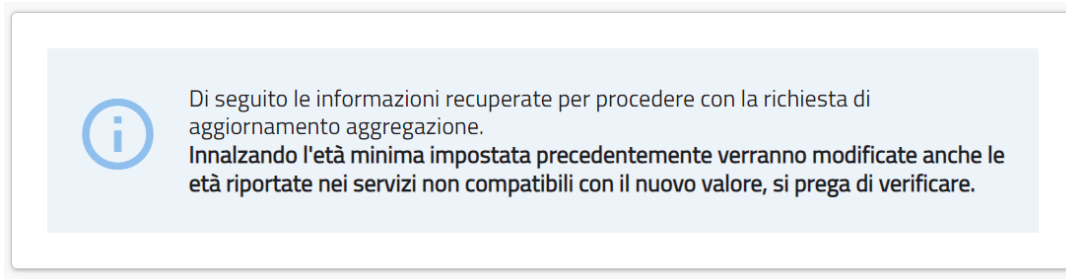 Di seguito le informazioni recuperate per procedere con la richiesta di
aggiornamento aggregazione.
Innalzando l'età minima impostata precedentemente verranno modificate anche le
età riportate nei servizi non compatibili con il nuovo valore, si prega di verificare.